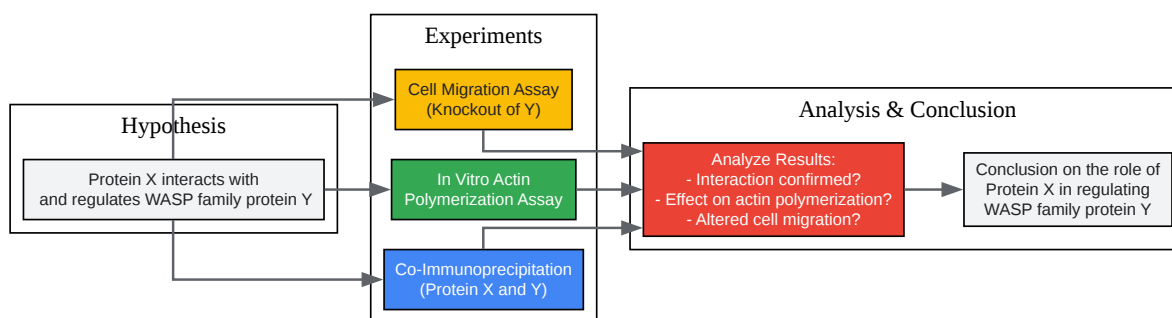 Hypothesis
Protein X interacts with
and regulates WASP family protein Y
Experiments
Cell Migration Assay
(Knockout of Y)
In Vitro Actin
Polymerization Assay
Co-Immunoprecipitation
(Protein X and Y)
Analysis & Conclusion
Analyze Results:
- Interaction confirmed?
- Effect on actin polymerization?
- Altered cell migration?
Conclusion on the role of
Protein X in regulating
WASP family protein Y